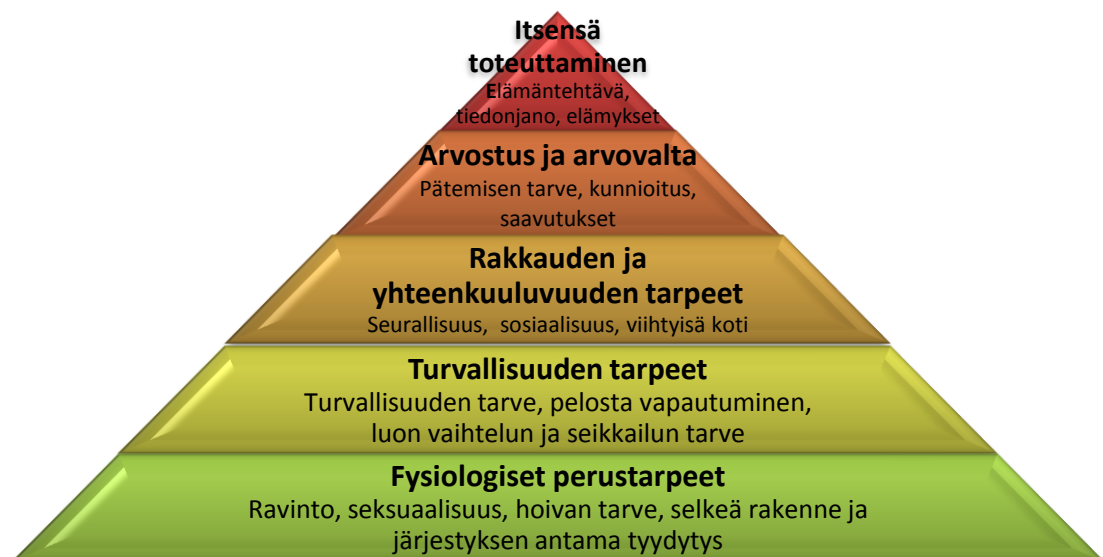 Itsensä
toteuttaminen
Elämäntehtävä,
tiedonjano, elämykset
Arvostus ja arvovalta
Pätemisen tarve, kunnioitus,
saavutukset
Rakkauden ja
yhteenkuuluvuuden tarpeet
Seurallisuus, sosiaalisuus, viihtyisä koti
Turvallisuuden tarpeet
Turvallisuuden tarve, pelosta vapautuminen,
luon vaihtelun ja seikkailun tarve
Fysiologiset perustarpeet
Ravinto, seksuaalisuus, hoivan tarve, selkeä rakenne ja
järjestyksen antama tyydytys